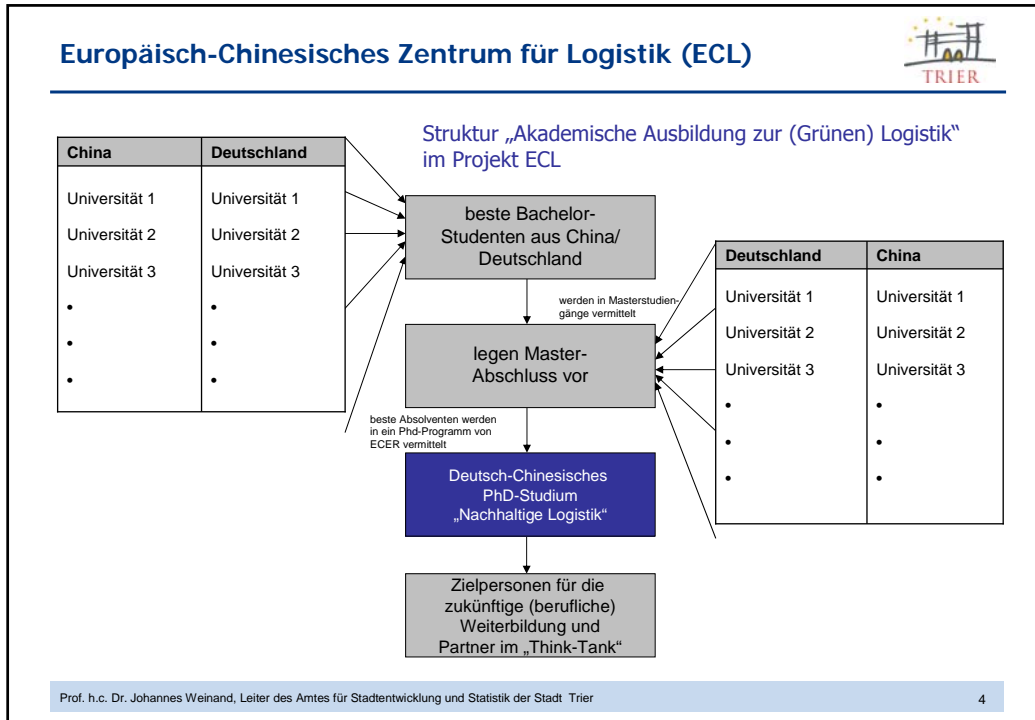 Europäisch-Chinesisches Zentrum für Logistik (ECL)
TRIER
Struktur „Akademische Ausbildung zur (Grünen) Logistik“
im Projekt ECL
China Deutschland
Universität 1 Universität 1
Universität 2 Universität 2
Universität 3 Universität 3
• •
• •
• •
beste Bachelor-
Studenten aus China/
Deutschland
werden in Masterstudien-
gänge vermittelt
Deutschland China
Universität 1 Universität 1
Universität 2 Universität 2
Universität 3 Universität 3
• •
• •
• •
legen Master-
Abschluss vor
beste Absolventen werden
in ein Phd-Programm von
ECER vermittelt
Deutsch-Chinesisches
PhD-Studium
„Nachhaltige Logistik“
Zielpersonen für die
zukünftige (berufliche)
Weiterbildung und
Partner im „Think-Tank“
Prof. h.c. Dr. Johannes Weinand, Leiter des Amtes für Stadtentwicklung und Statistik der Stadt Trier 4